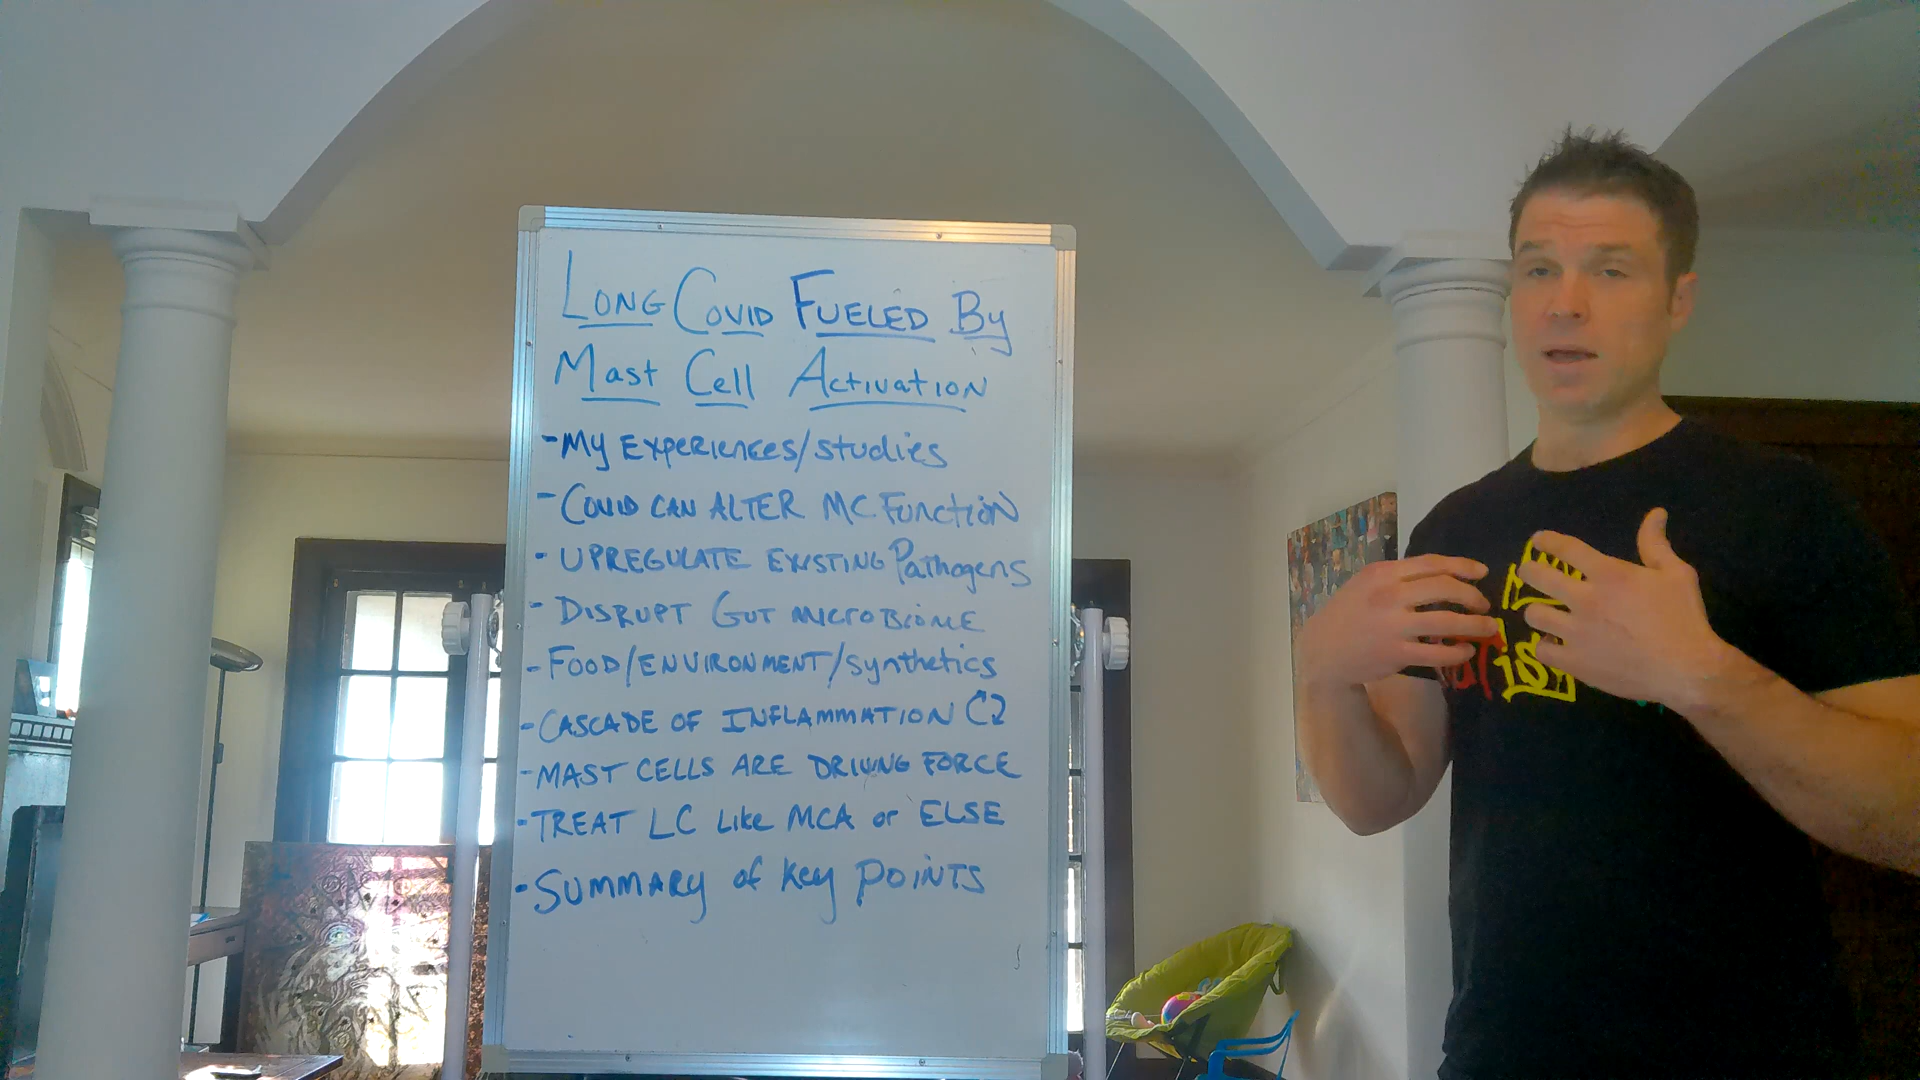 Long Covid Fueled By
Mast Cell Activation
-My Experiences/studies
-Covid can alter MC Function
-upregulate existing Pathogens
-Disrupt Gut microbiome
-Food/environment/synthetics
-Cascade of inflammation
-Mast cells are driving force
-Treat LC Like MCA or ELSE
-Summary of key points
is